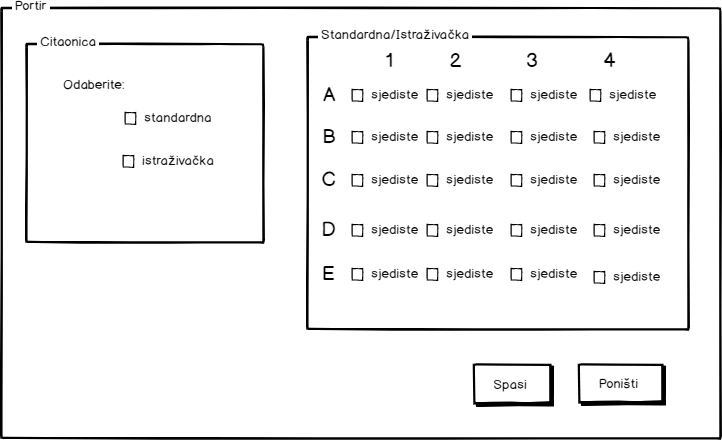 Portir
Citaonica
Odaberite:
standardna
istraživačka
Standardna/Istraživačka
1 2 3 4
A sjediste sjediste sjediste sjediste
B sjediste sjediste sjediste sjediste
C sjediste sjediste sjediste sjediste
D sjediste sjediste sjediste sjediste
E sjediste sjediste sjediste sjediste
Spasi Poništi